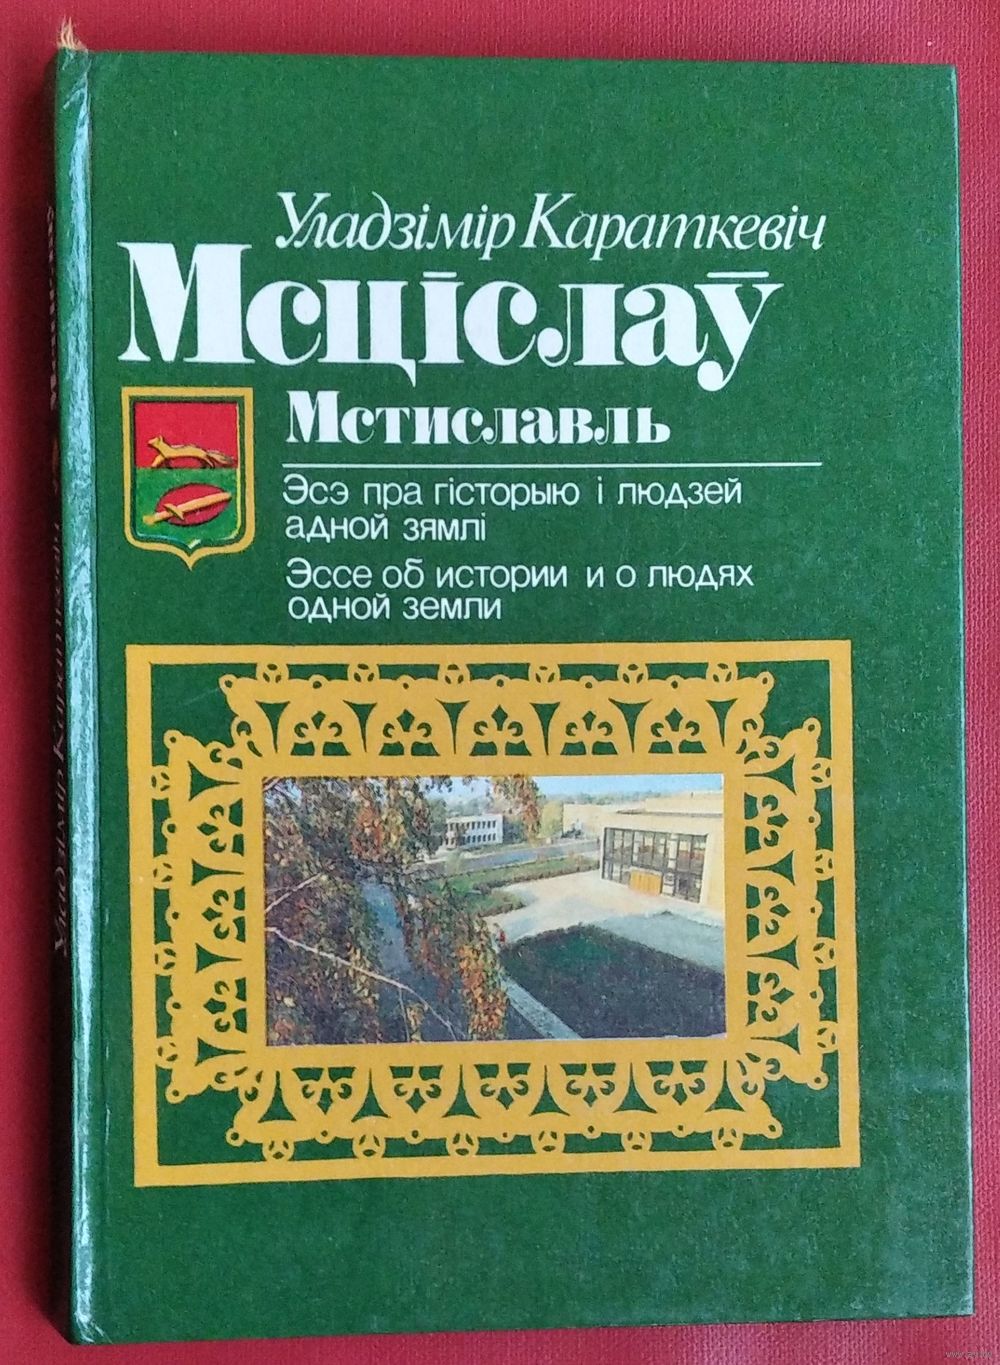 Уладзімір Караткевіч
Мсціслаў
Мстиславль
Эсэ пра гісторыю і людзей
адной зямлі
Эссе об истории и о людях
одной земли